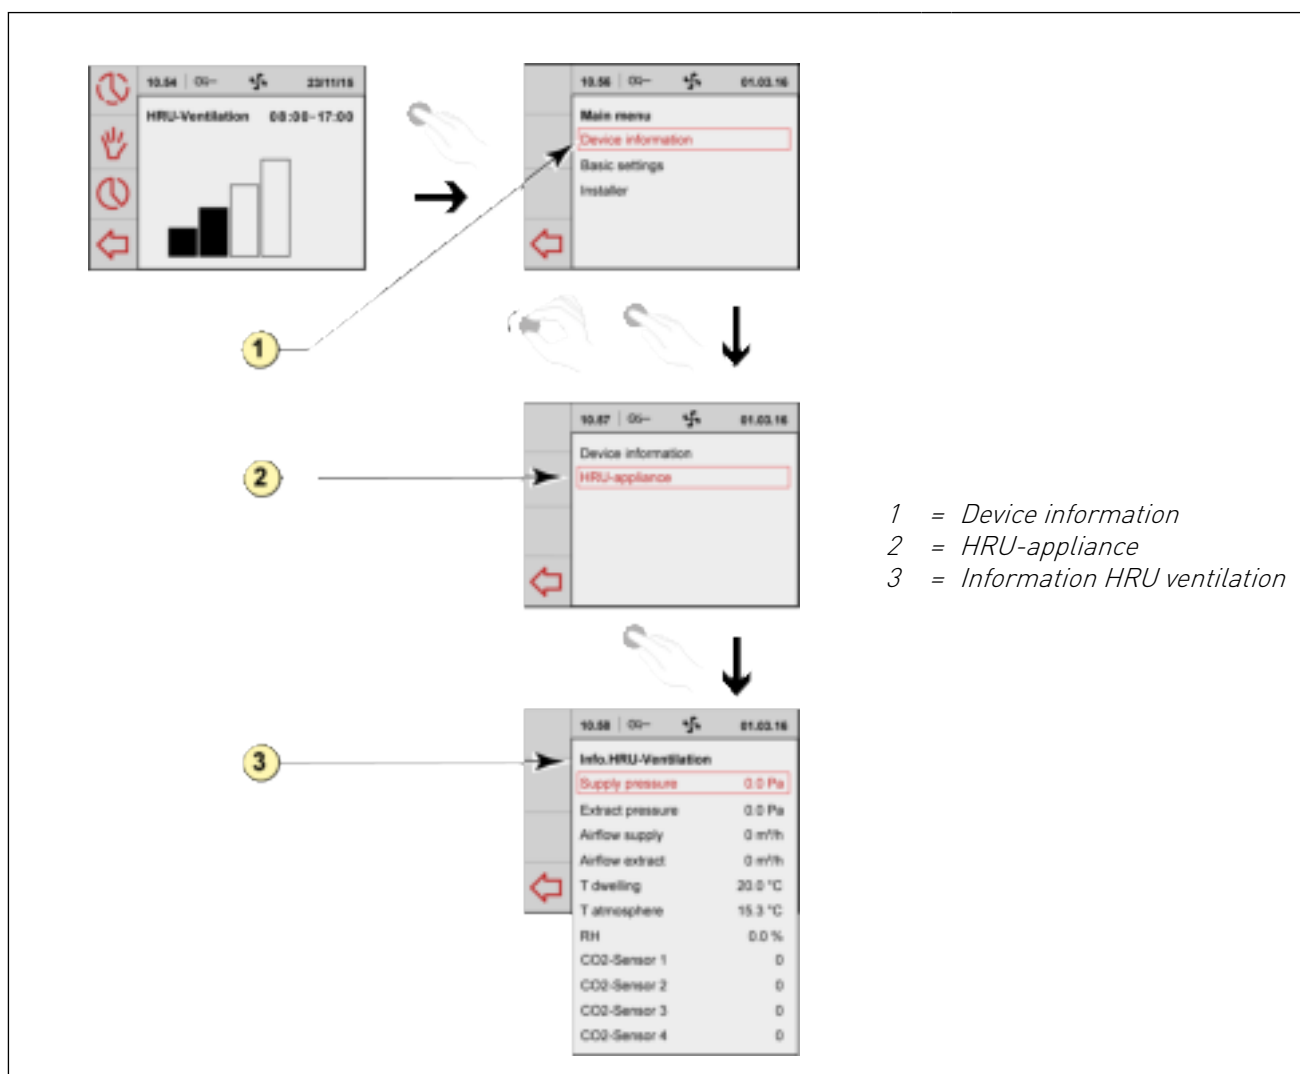 10.54 23/11/15
HRU-Ventilation 08:00-17:00
10.56 01.03.16
Main menu
Device information
Basic settings
Installer
1
10.57 01.03.16
Device information
HRU-appliance
2
1 = Device information
2 = HRU-appliance
3 = Information HRU ventilation
10.58 01.03.16
3
Info.HRU-Ventilation
Supply pressure 0.0 Pa
Extract pressure 0.0 Pa
Airflow supply 0 m³/h
Airflow extract 0 m³/h
T dwelling 20.0 °C
T atmosphere 15.3 °C
RH 0.0 %
CO2-Sensor 1 0
CO2-Sensor 2 0
CO2-Sensor 3 0
CO2-Sensor 4 0